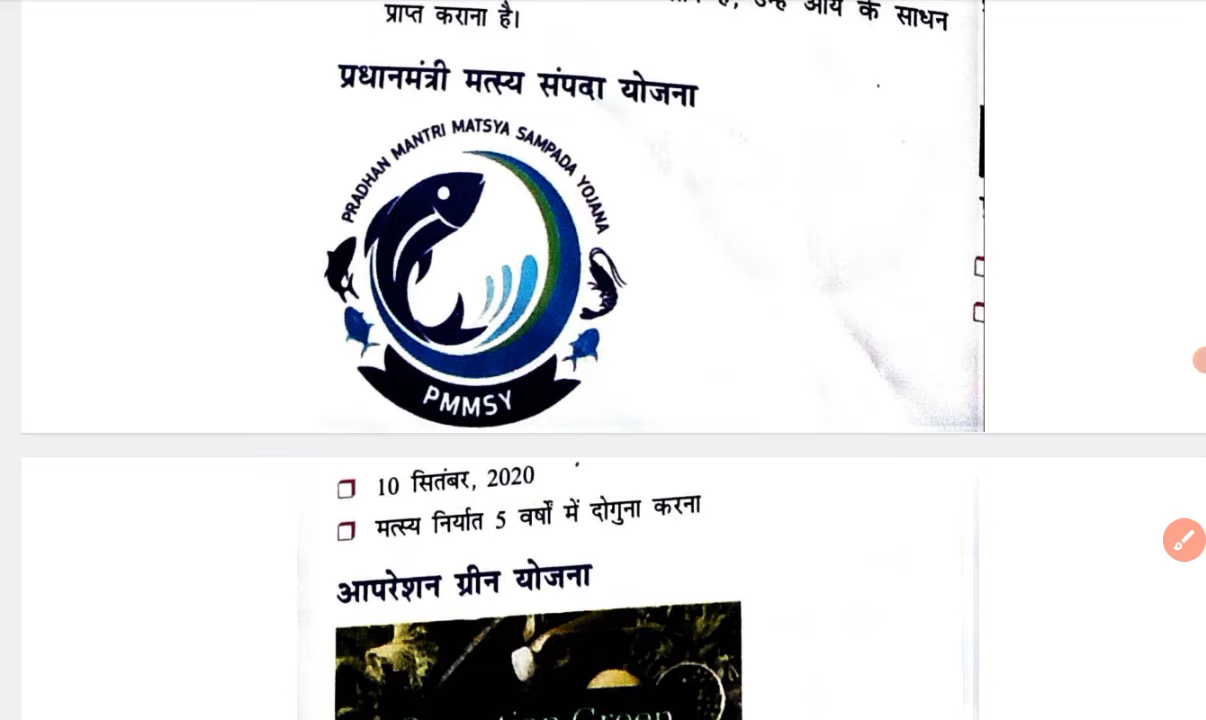 के साधन
प्राप्त कराना है।
प्रधानमंत्री मत्स्य संपदा योजना
PRADHAN MANTRI MATSYA SAMPADA YOJANA
PMMSY
10 सितंबर, 2020
मत्स्य निर्यात 5 वर्षों में दोगुना करना
आपरेशन ग्रीन योजना